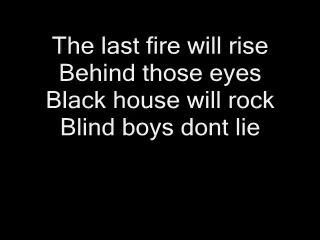 The last fire will rise
Behind those eyes
Black house will rock
Blind boys dont lie